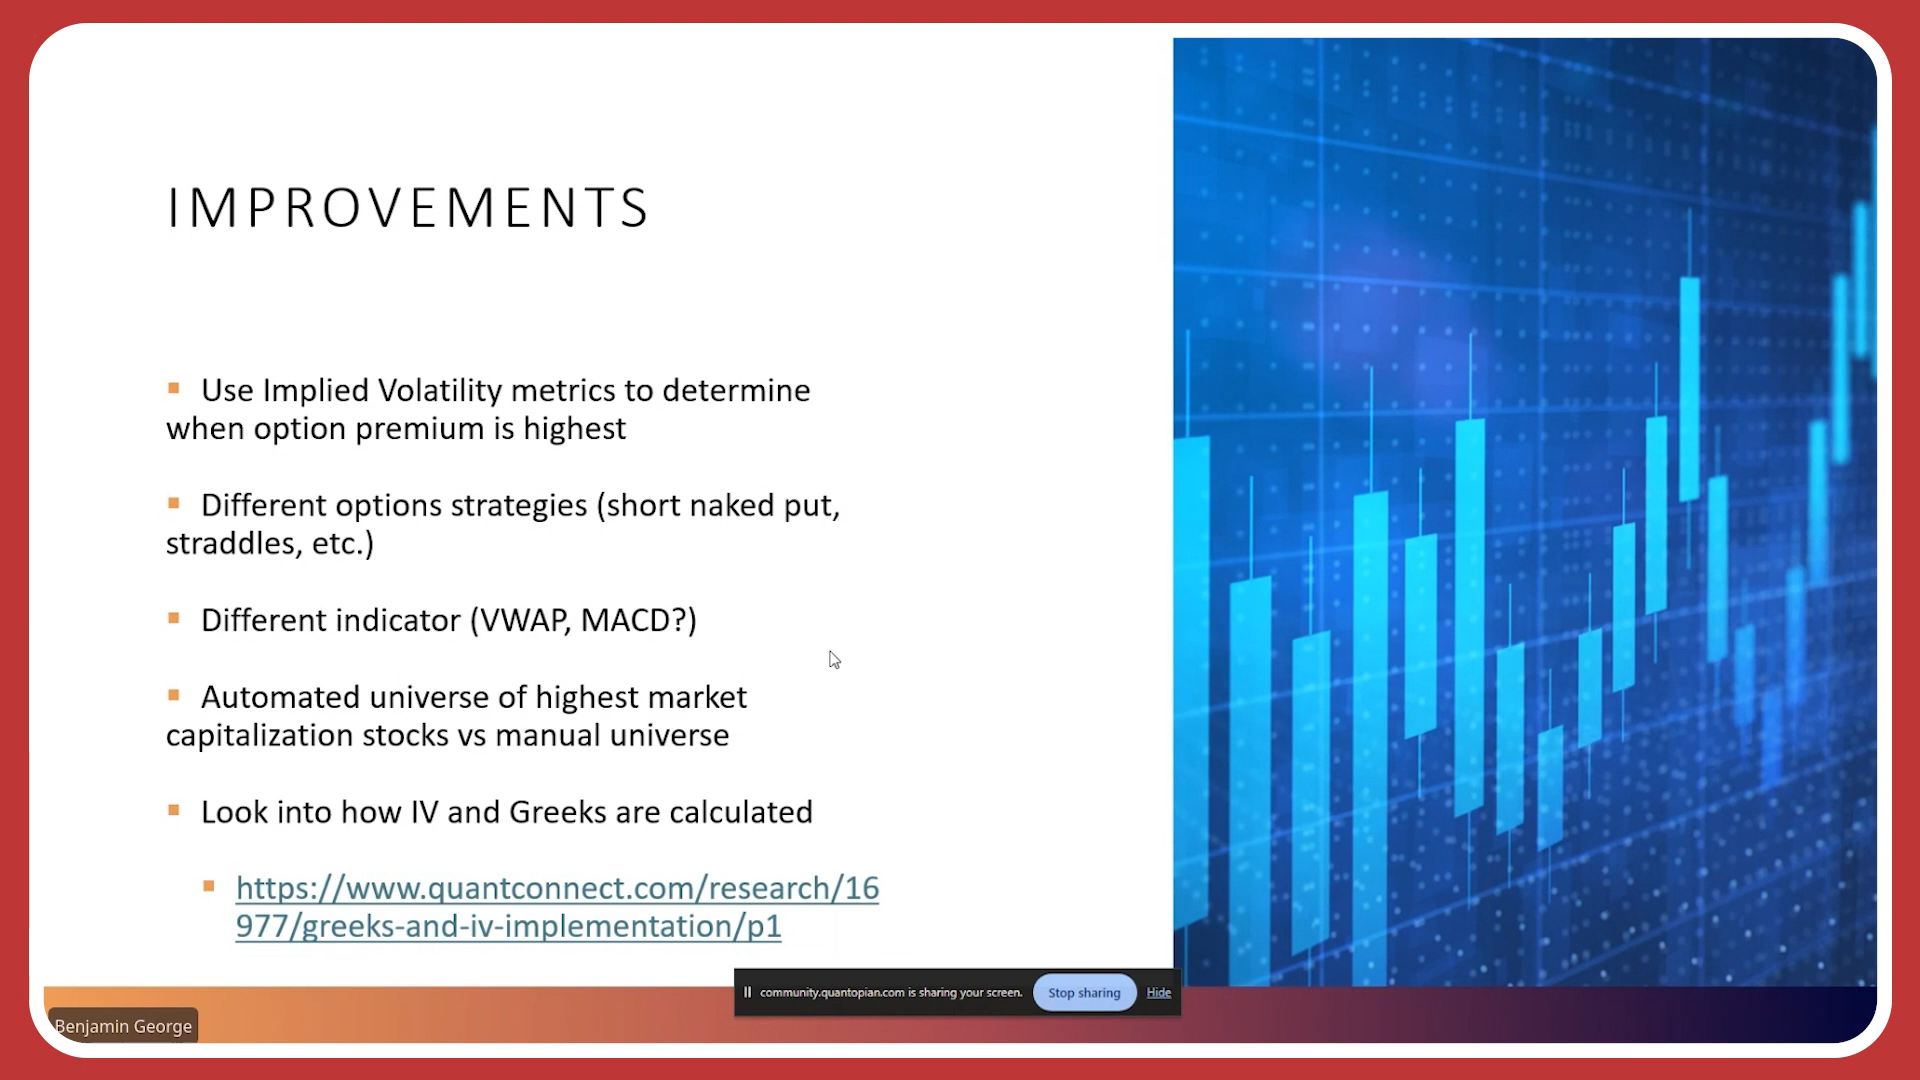 IMPROVEMENTS
▪ Use Implied Volatility metrics to determine
when option premium is highest
▪ Different options strategies (short naked put,
straddles, etc.)
▪ Different indicator (VWAP, MACD?)
▪ Automated universe of highest market
capitalization stocks vs manual universe
▪ Look into how IV and Greeks are calculated
▪ https://www.quantconnect.com/research/16
977/greeks-and-iv-implementation/p1
community.quantopian.com is sharing your screen. Stop sharing Hide
Benjamin George